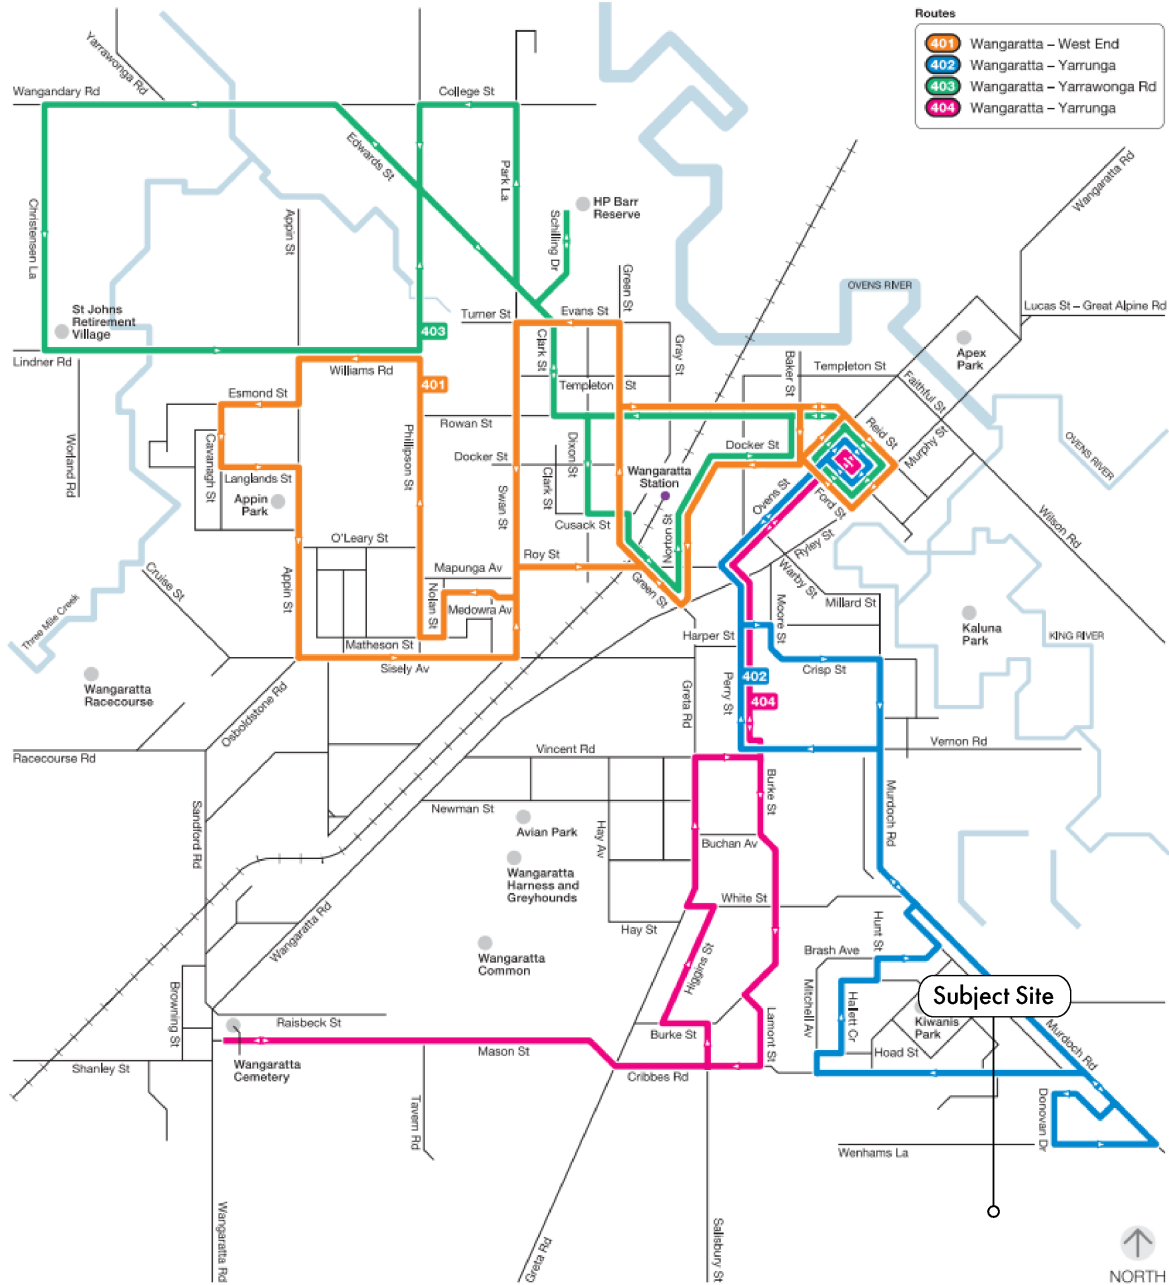 Routes
401 Wangaratta – West End
402 Wangaratta – Yarrunga
403 Wangaratta – Yarrawonga Rd
404 Wangaratta – Yarrunga
Yarrawonga Rd
Wangandary Rd
College St
Edwards St
Park La
HP Barr
Reserve
Schilling Dr
Wangaratta Rd
Christensen La
Appin St
Green St
OVENS RIVER
Lucas St – Great Alpine Rd
St Johns
Retirement
Village
Turner St
Evans St
403
Clark St
Gray St
Baker St
Apex
Park
Lindner Rd
Williams Rd
Templeton St
Templeton St
Faithful St
401
Esmond St
Rowan St
Reid St
Murphy St
OVENS RIVER
Worland Rd
Cavanagh St
Phillipson St
Docker St
Dixon St
Docker St
Langlands St
Clark St
Wangaratta
Station
Ovens St
Ford St
Appin
Park
Swan St
Cusack St
Norton St
Wilson Rd
O'Leary St
Roy St
Ryley St
Mapunga Av
Green St
Warby St
Cruise St
Appin St
Nolan St
Medowra Av
Moore St
Millard St
Three Mile Creek
Matheson St
Harper St
Kaluna
Park
KING RIVER
Sisely Av
Crisp St
Wangaratta
Racecourse
Osboldstone Rd
Greta Rd
Perry St
402
404
Racecourse Rd
Vincent Rd
Vernon Rd
Burke St
Sandford Rd
Newman St
Avian Park
Hay Av
Buchan Av
Murdoch Rd
Wangaratta
Harness and
Greyhounds
Wangaratta Rd
White St
Hay St
Hunt St
Wangaratta
Common
Higgins St
Brash Ave
Browning St
Mitchell Av
Hallett Cr
Subject Site
Raisbeck St
Burke St
Lamont St
Kiwanis
Park
Murdoch Rd
Mason St
Hoad St
Shanley St
Wangaratta
Cemetery
Cribbes Rd
Tavern Rd
Donovan Dr
Wenhams La
Wangaratta Rd
Greta Rd
Salisbury St
NORTH